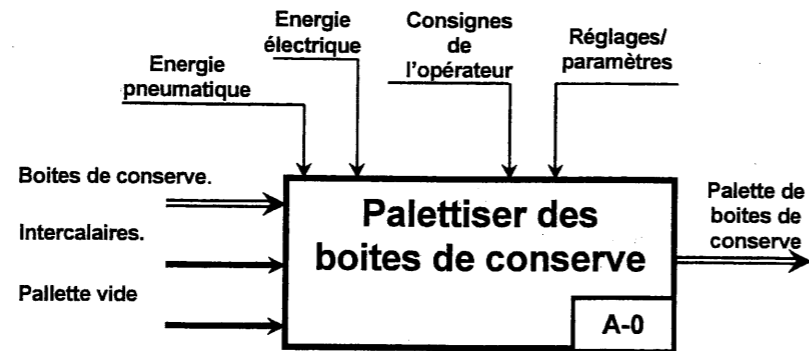 Energie
électrique
Consignes
de
l'opérateur
Réglages/
paramètres
Energie
pneumatique
Boites de conserve.
Intercalaires.
Pallette vide
Palettiser des
boites de conserve
A-0
Palette de
boites de
conserve